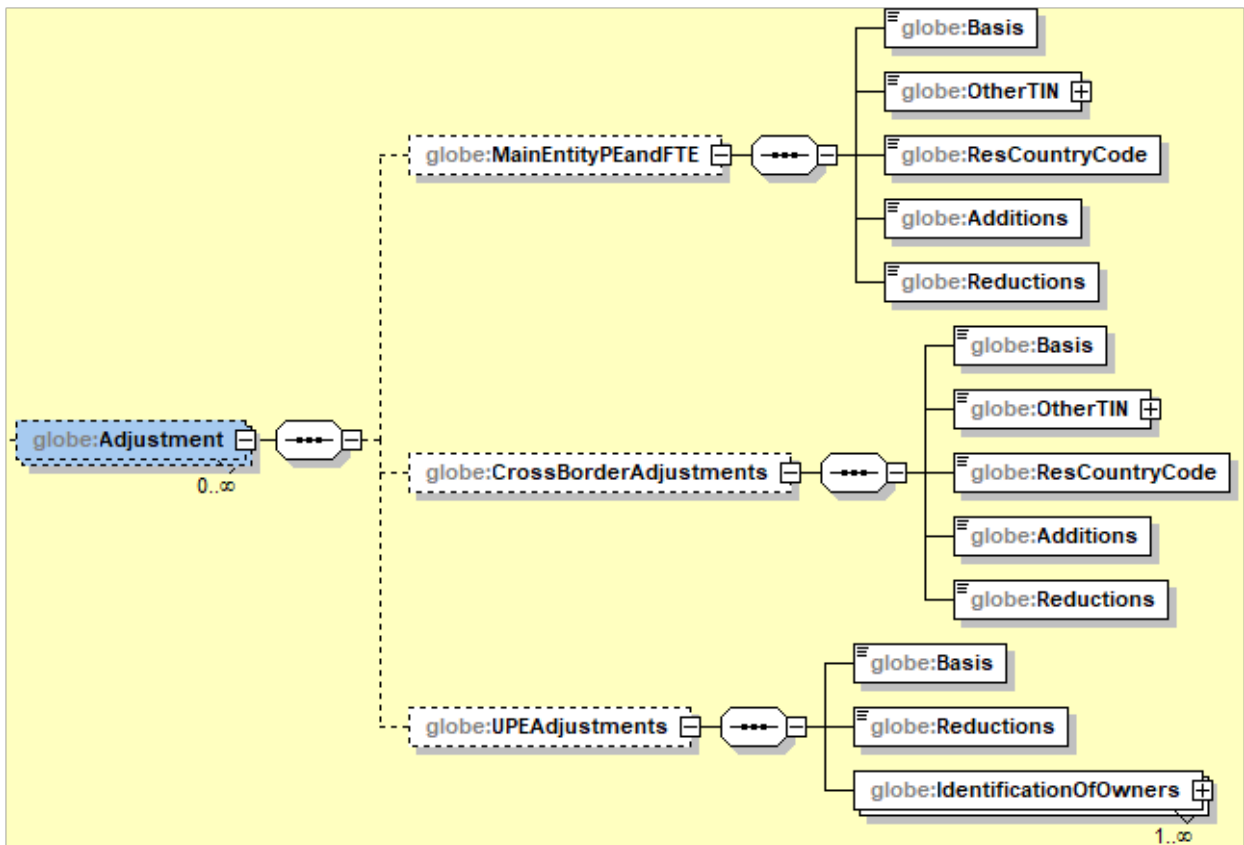 globe:Basis
globe:OtherTIN
globe:MainEntityPEandFTE
globe:ResCountryCode
globe:Additions
globe:Reductions
globe:Basis
globe:OtherTIN
globe:Adjustment
0..∞
globe:CrossBorderAdjustments
globe:ResCountryCode
globe:Additions
globe:Reductions
globe:Basis
globe:UPEAdjustments
globe:Reductions
globe:IdentificationOfOwners
1..∞